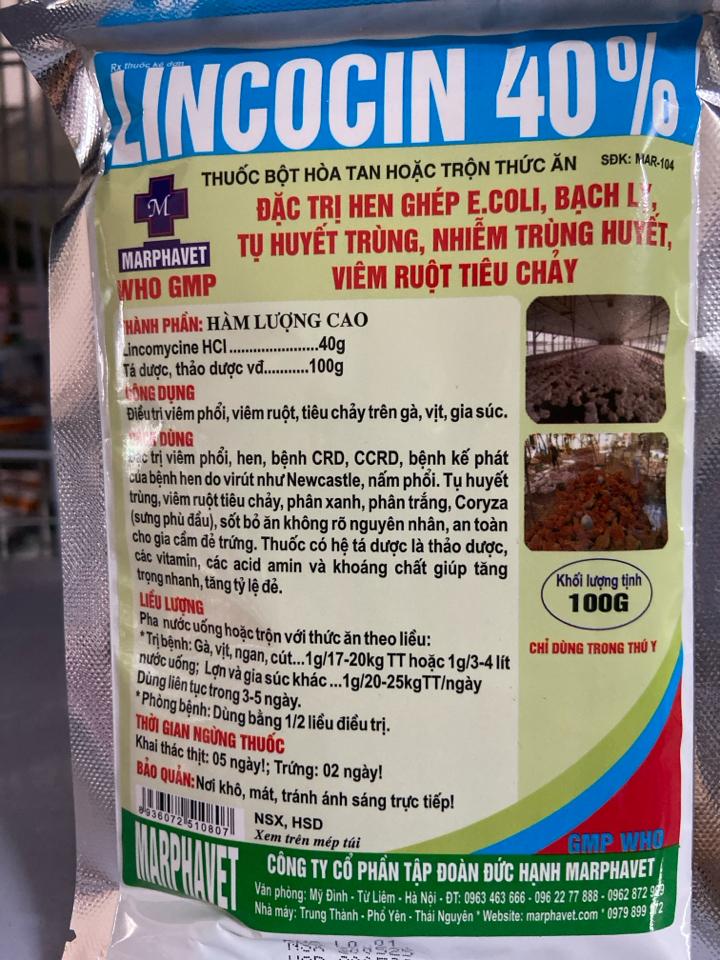 Rx thuốc kê đơn
LINCOCIN 40%
THUỐC BỘT HÒA TAN HOẶC TRỘN THỨC ĂN SĐK: MAR-104
M
MARPHAVET
WHO GMP
ĐẶC TRỊ HEN GHÉP E.COLI, BẠCH LỴ,
TỤ HUYẾT TRÙNG, NHIỄM TRÙNG HUYẾT,
VIÊM RUỘT TIÊU CHẢY
THÀNH PHẦN: HÀM LƯỢNG CAO
Lincomycine HCl......................40g
Tá dược, thảo dược vđ...........100g
CÔNG DỤNG
Điều trị viêm phổi, viêm ruột, tiêu chảy trên gà, vịt, gia súc.
DÙNG
Đặc trị viêm phổi, hen, bệnh CRD, CCRD, bệnh kế phát
của bệnh hen do virút như Newcastle, nấm phổi. Tụ huyết
trùng, viêm ruột tiêu chảy, phân xanh, phân trắng, Coryza
(sưng phù đầu), sốt bỏ ăn không rõ nguyên nhân, an toàn
cho gia cầm đẻ trứng. Thuốc có hệ tá dược là thảo dược,
các vitamin, các acid amin và khoáng chất giúp tăng
trọng nhanh, tăng tỷ lệ đẻ.
LIỀU LƯỢNG
Pha nước uống hoặc trộn với thức ăn theo liều:
*Trị bệnh: Gà, vịt, ngan, cút...1g/17-20kg TT hoặc 1g/3-4 lít
nước uống; Lợn và gia súc khác ...1g/20-25kgTT/ngày
Dùng liên tục trong 3-5 ngày.
*Phòng bệnh: Dùng bằng 1/2 liều điều trị.
THỜI GIAN NGỪNG THUỐC
Khai thác thịt: 05 ngày!; Trứng: 02 ngày!
BẢO QUẢN: Nơi khô, mát, tránh ánh sáng trực tiếp!
Khối lượng tịnh
100G
CHỈ DÙNG TRONG THÚ Y
8 936072 510807
NSX, HSD
Xem trên mép túi
GMP WHO
MARPHAVET
CÔNG TY CỔ PHẦN TẬP ĐOÀN ĐỨC HẠNH MARPHAVET
Văn phòng: Mỹ Đình - Từ Liêm - Hà Nội - ĐT: 0963 463 666 - 096 22 77 888 - 0962 872
Nhà máy: Trung Thành - Phổ Yên - Thái Nguyên * Website: marphavet.com * 0979 899